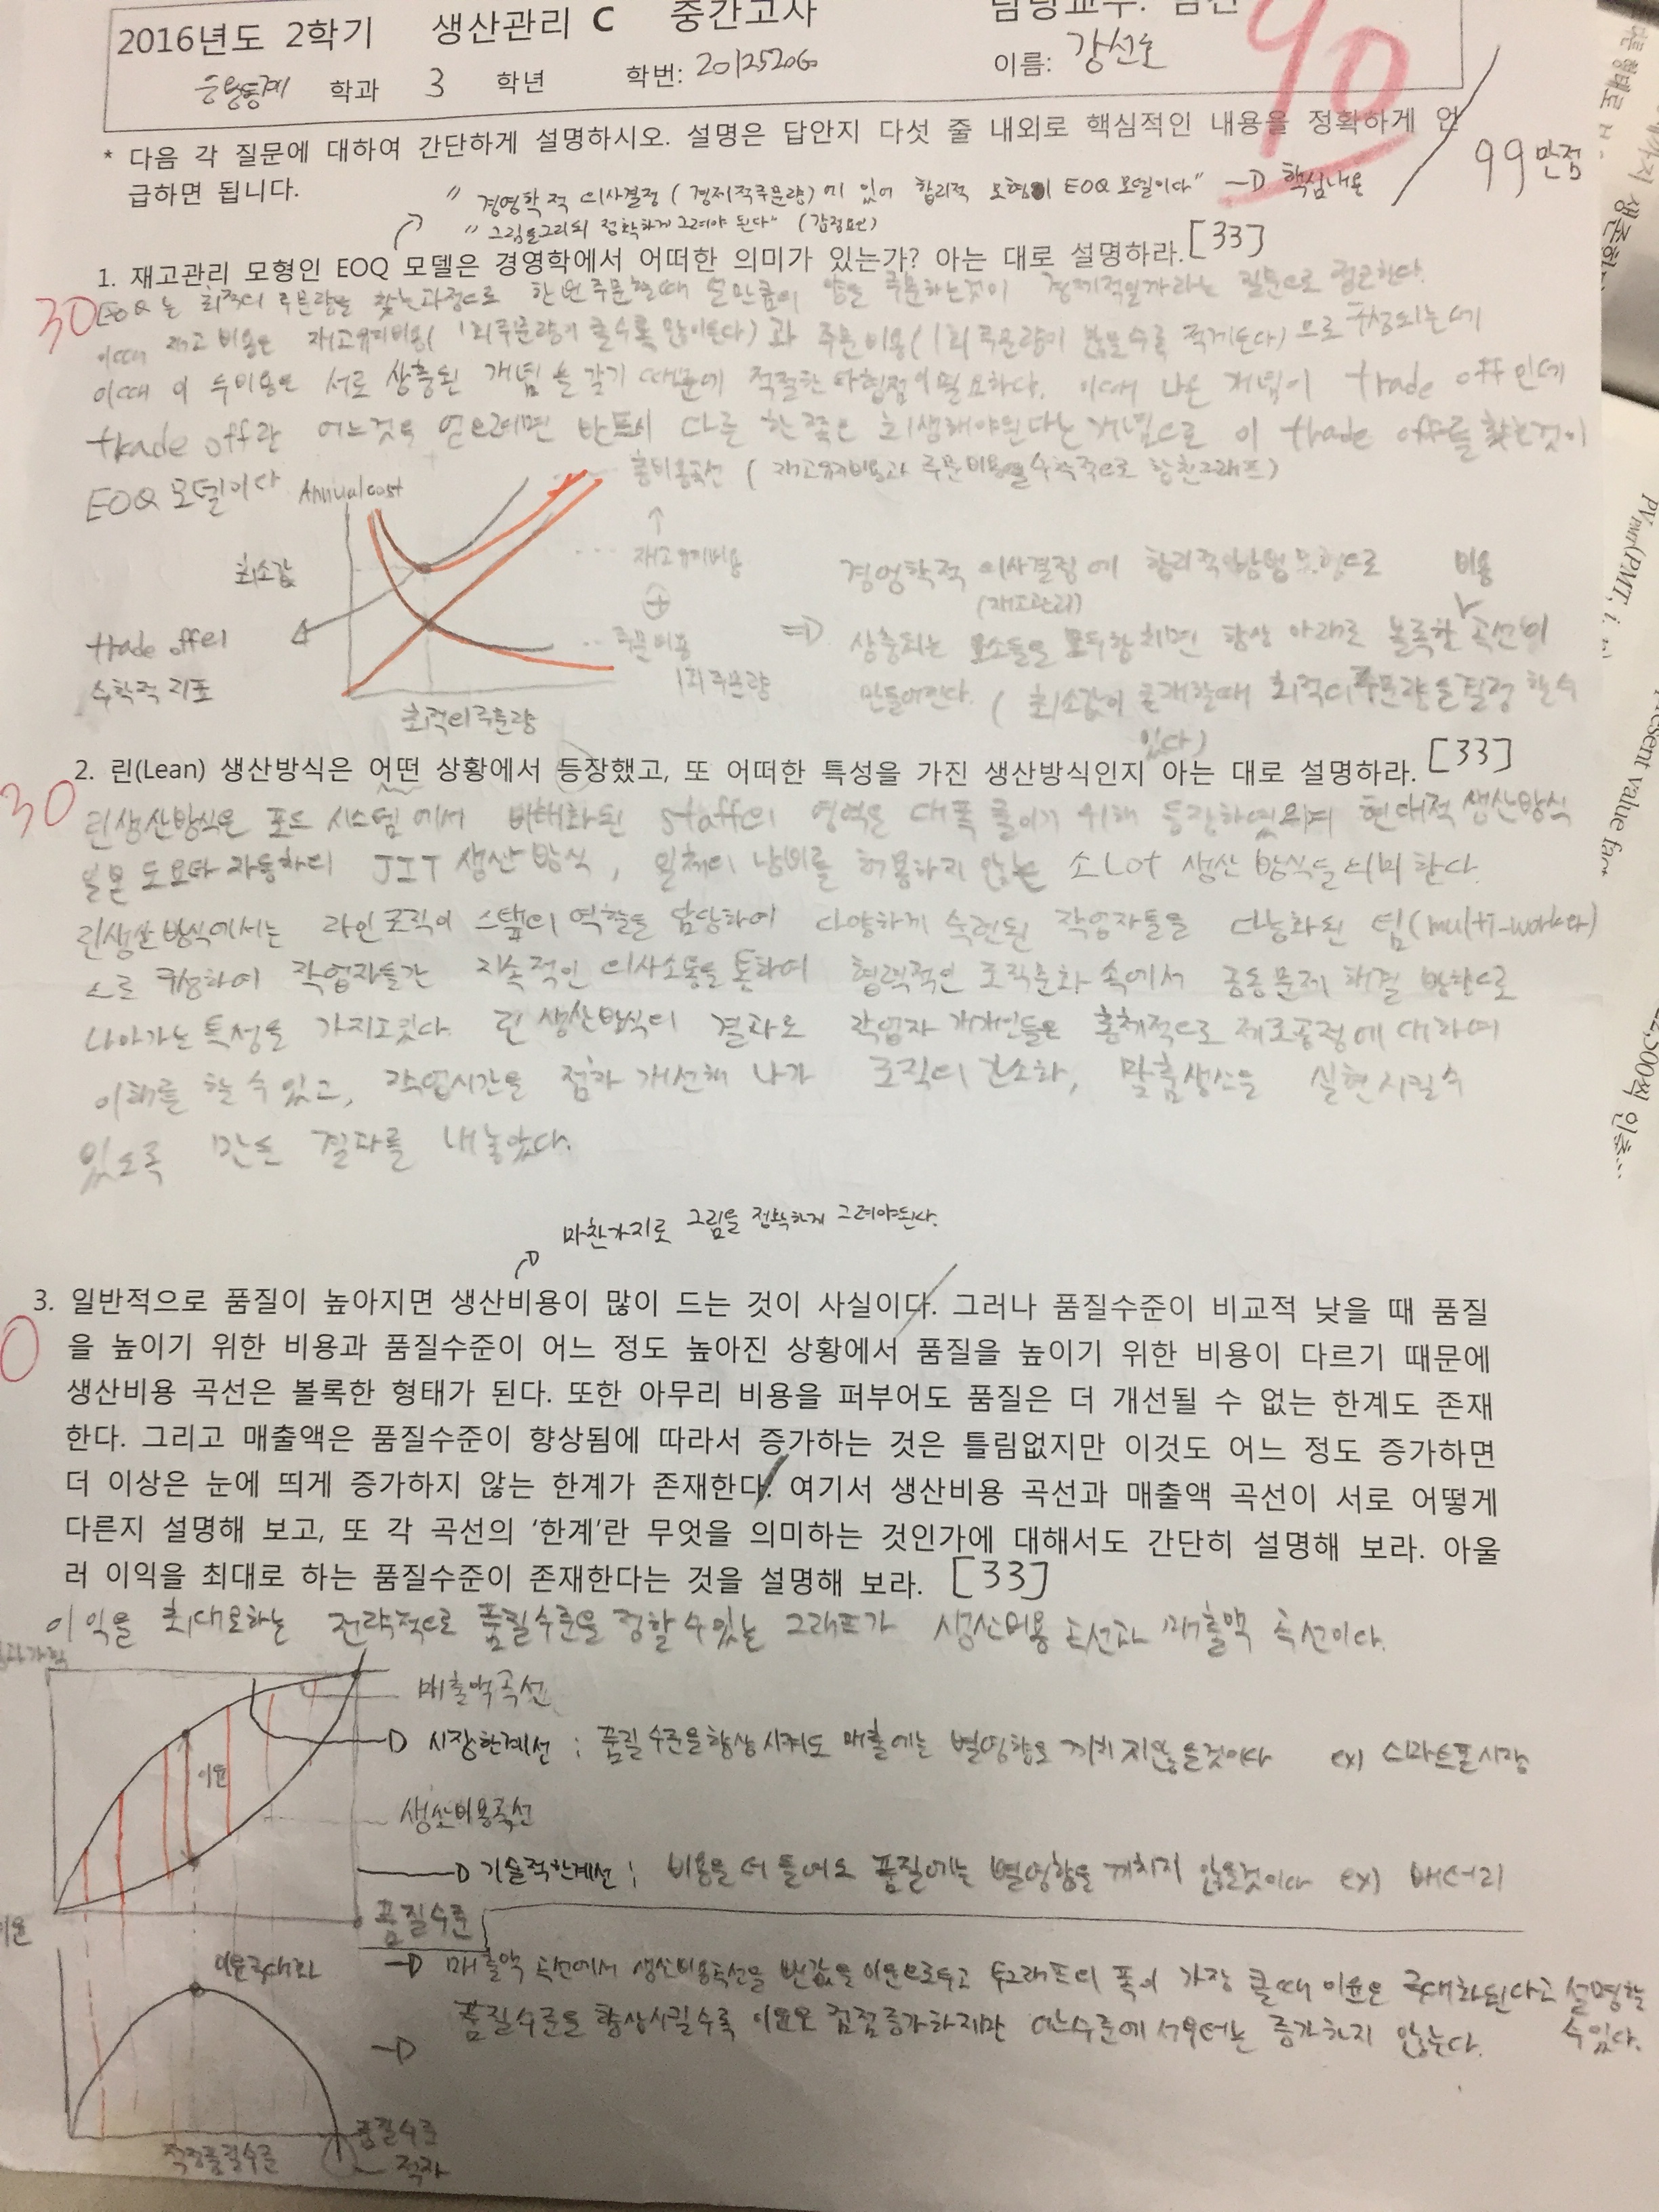 2016년도 2학기 생산관리 C 중간고사 담당교수:
응용통계 학과 3 학년 학번: 20125206 이름: 강선호
90
99만점
* 다음 각 질문에 대하여 간단하게 설명하시오. 설명은 답안지 다섯 줄 내외로 핵심적인 내용을 정확하게 언
급하면 됩니다.
" 경영학적 의사결정 ( 경제적주문량)에 있어 합리적 모형이 EOQ 모델이다" → 핵심내용
" 그림을그리되 정확하게 그려야 된다" (감점요인)
1. 재고관리 모형인 EOQ 모델은 경영학에서 어떠한 의미가 있는가? 아는 대로 설명하라. [33]
30
EOQ는 최적의 주문량을 찾는과정으로 한번 주문할때 얼만큼의 양을 주문하는것이 경제적일까라는 질문으로 접근한다.
이때 재고 비용은 재고유지비용( 1회주문량이 클수록 많이든다)과 주문비용(1회 주문량이 많을수록 적게든다)므로 구성되는데
이때 이 두비용은 서로 상충된 개념을 갖기 때문에 적절한 타협점이 필요하다. 이때 나온 개념이 trade off 인데
trade off란 어느것을 얻으려면 반드시 다른 한쪽은 희생해야된다는 개념으로 이 trade off를 찾는것이
EOQ 모델이다
Annual cost
총비용곡선 ( 재고유지비용과 주문비용을 수학적으로 합친그래프)
최소값
재고유지비용
+
주문비용
1회 주문량
trade off의
수학적 지표
최적의주문량
⇒ 경영학적 의사결정에 합리적인방법 모형으로
(재고관리)
비용
상충되는 요소들을 모두합치면 항상 아래로 볼록한 곡선이
만들어진다. ( 최소값이 존재할때 최적의주문량을결정 할수
있다)
2. 린(Lean) 생산방식은 어떤 상황에서 등장했고, 또 어떠한 특성을 가진 생산방식인지 아는 대로 설명하라. [33]
30
린생산방식은 포드 시스템에서 비대화된 staff의 영역을 대폭 줄이기 위해 등장하였으며 현대적 생산방식
일본 도요타 자동차의 JIT 생산방식, 일체의 낭비를 허용하지 않는 소Lot 생산 방식을 의미한다.
린생산방식에서는 라인조직이 스탭의 역할을 담당하여 다양하게 숙련된 작업자들을 다능화된 팀(multi-worker)
으로 구성하여 작업자들간 지속적인 의사소통을 통하여 협력적인 조직문화 속에서 공동문제 해결 방향으로
나아가는 특성을 가지고있다. 린 생산방식의 결과로 작업자 개개인들은 총체적으로 제조공정에 대하여
이해를 할 수 있고, 작업시간을 점차 개선해 나가 조직의 간소화, 맞춤생산을 실현시킬수
있도록 만든 결과를 내놓았다.
마찬가지로 그림을 정확하게 그려야된다.
3. 일반적으로 품질이 높아지면 생산비용이 많이 드는 것이 사실이다. 그러나 품질수준이 비교적 낮을 때 품질
을 높이기 위한 비용과 품질수준이 어느 정도 높아진 상황에서 품질을 높이기 위한 비용이 다르기 때문에
생산비용 곡선은 볼록한 형태가 된다. 또한 아무리 비용을 퍼부어도 품질은 더 개선될 수 없는 한계도 존재
한다. 그리고 매출액은 품질수준이 향상됨에 따라서 증가하는 것은 틀림없지만 이것도 어느 정도 증가하면
더 이상은 눈에 띄게 증가하지 않는 한계가 존재한다. 여기서 생산비용 곡선과 매출액 곡선이 서로 어떻게
다른지 설명해 보고, 또 각 곡선의 '한계'란 무엇을 의미하는 것인가에 대해서도 간단히 설명해 보라. 아울
러 이익을 최대로 하는 품질수준이 존재한다는 것을 설명해 보라. [33]
이익을 최대로하는 전략적으로 품질수준을 정할 수있는 그래프가 생산비용 곡선과 매출액 곡선이다.
매출액곡선
→ 시장한계선 : 품질수준을향상시켜도 매출에는 별영향을 끼치지않을것이다 ex) 스마트폰시장
이윤
생산비용곡선
→ 기술적한계선 : 비용을 더 들여도 품질에는 별영향을 끼치지 않을것이다 ex) 배터리
품질수준
이윤
이윤극대화
→ 매출액 곡선에서 생산비용곡선을 뺀값을 이윤으로두고 두그래프의 폭이 가장 클때 이윤은 극대화된다고 설명할
수있다.
→ 품질수준을 향상시킬수록 이윤은 점점증가하지만 어느수준에 서부터는 증가하지 않는다.
품질수준
적정품질수준
적자
PVmm(PMT, i, n)
resent value fac
2,500씩 인출...